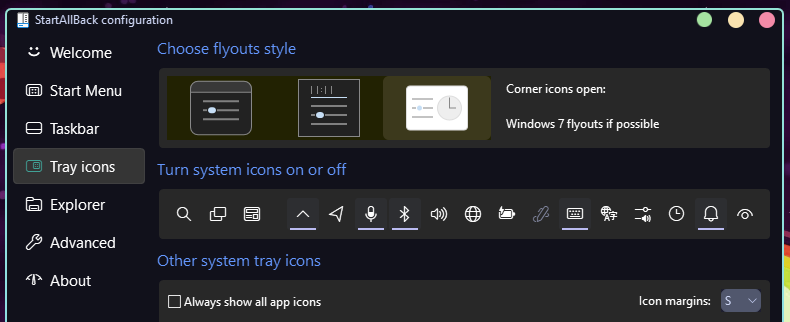 StartAllBack configuration
Welcome
Start Menu
Taskbar
Tray icons
Explorer
Advanced
About
Choose flyouts style
Corner icons open:
Windows 7 flyouts if possible
Turn system icons on or off
Other system tray icons
Always show all app icons
Icon margins: S